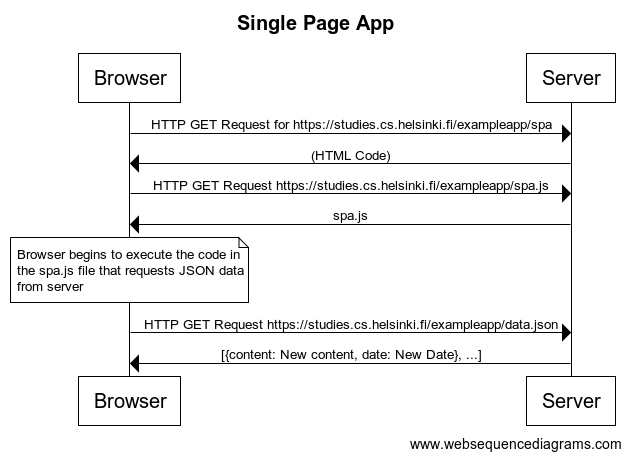 Single Page App
Browser
Server
HTTP GET Request for https://studies.cs.helsinki.fi/exampleapp/spa
(HTML Code)
HTTP GET Request https://studies.cs.helsinki.fi/exampleapp/spa.js
spa.js
Browser begins to execute the code in
the spa.js file that requests JSON data
from server
HTTP GET Request https://studies.cs.helsinki.fi/exampleapp/data.json
[{content: New content, date: New Date}, ...]
Browser
Server
www.websequencediagrams.com